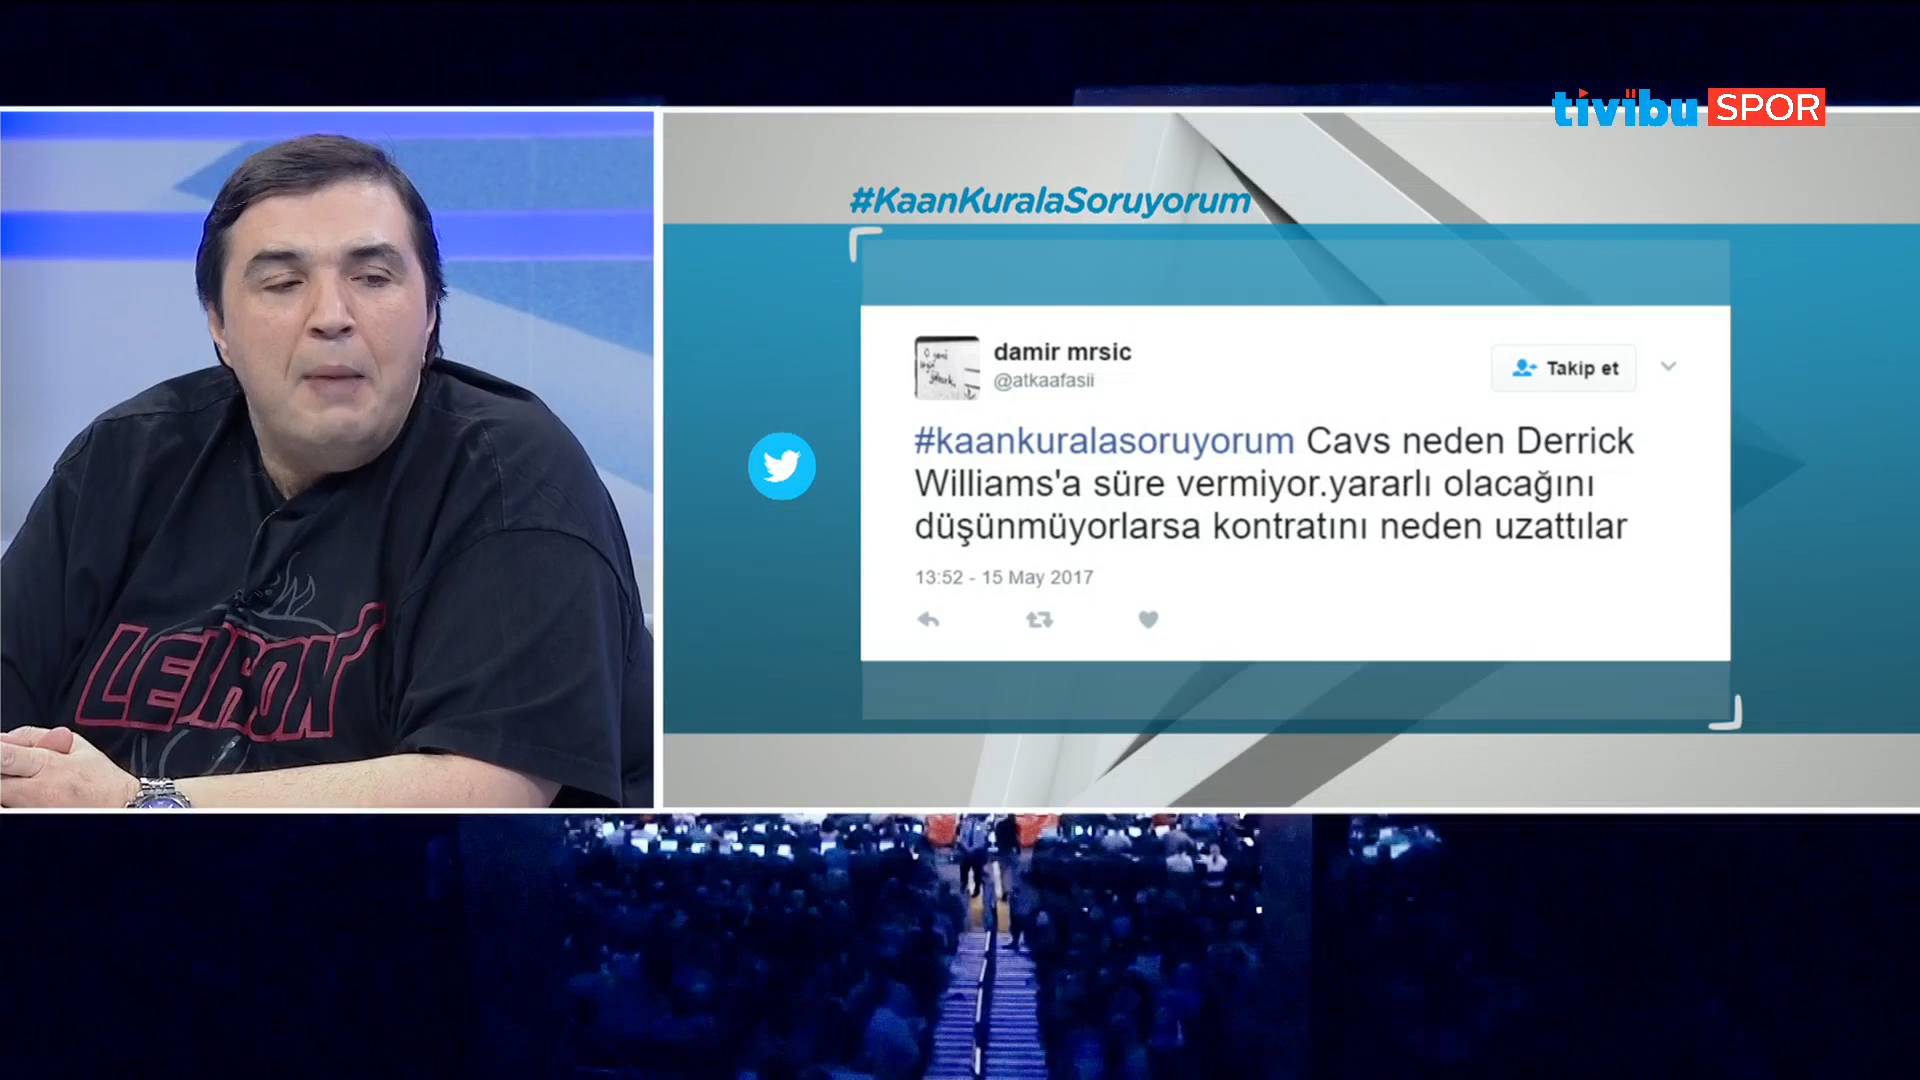 tivibu SPOR
#KaanKuralaSoruyorum
damir mrsic
@atkaafasii
Takip et
#kaankuralasoruyorum Cavs neden Derrick
Williams'a süre vermiyor.yararlı olacağını
düşünmüyorlarsa kontratını neden uzattılar
13:52 - 15 May 2017
LEBRON